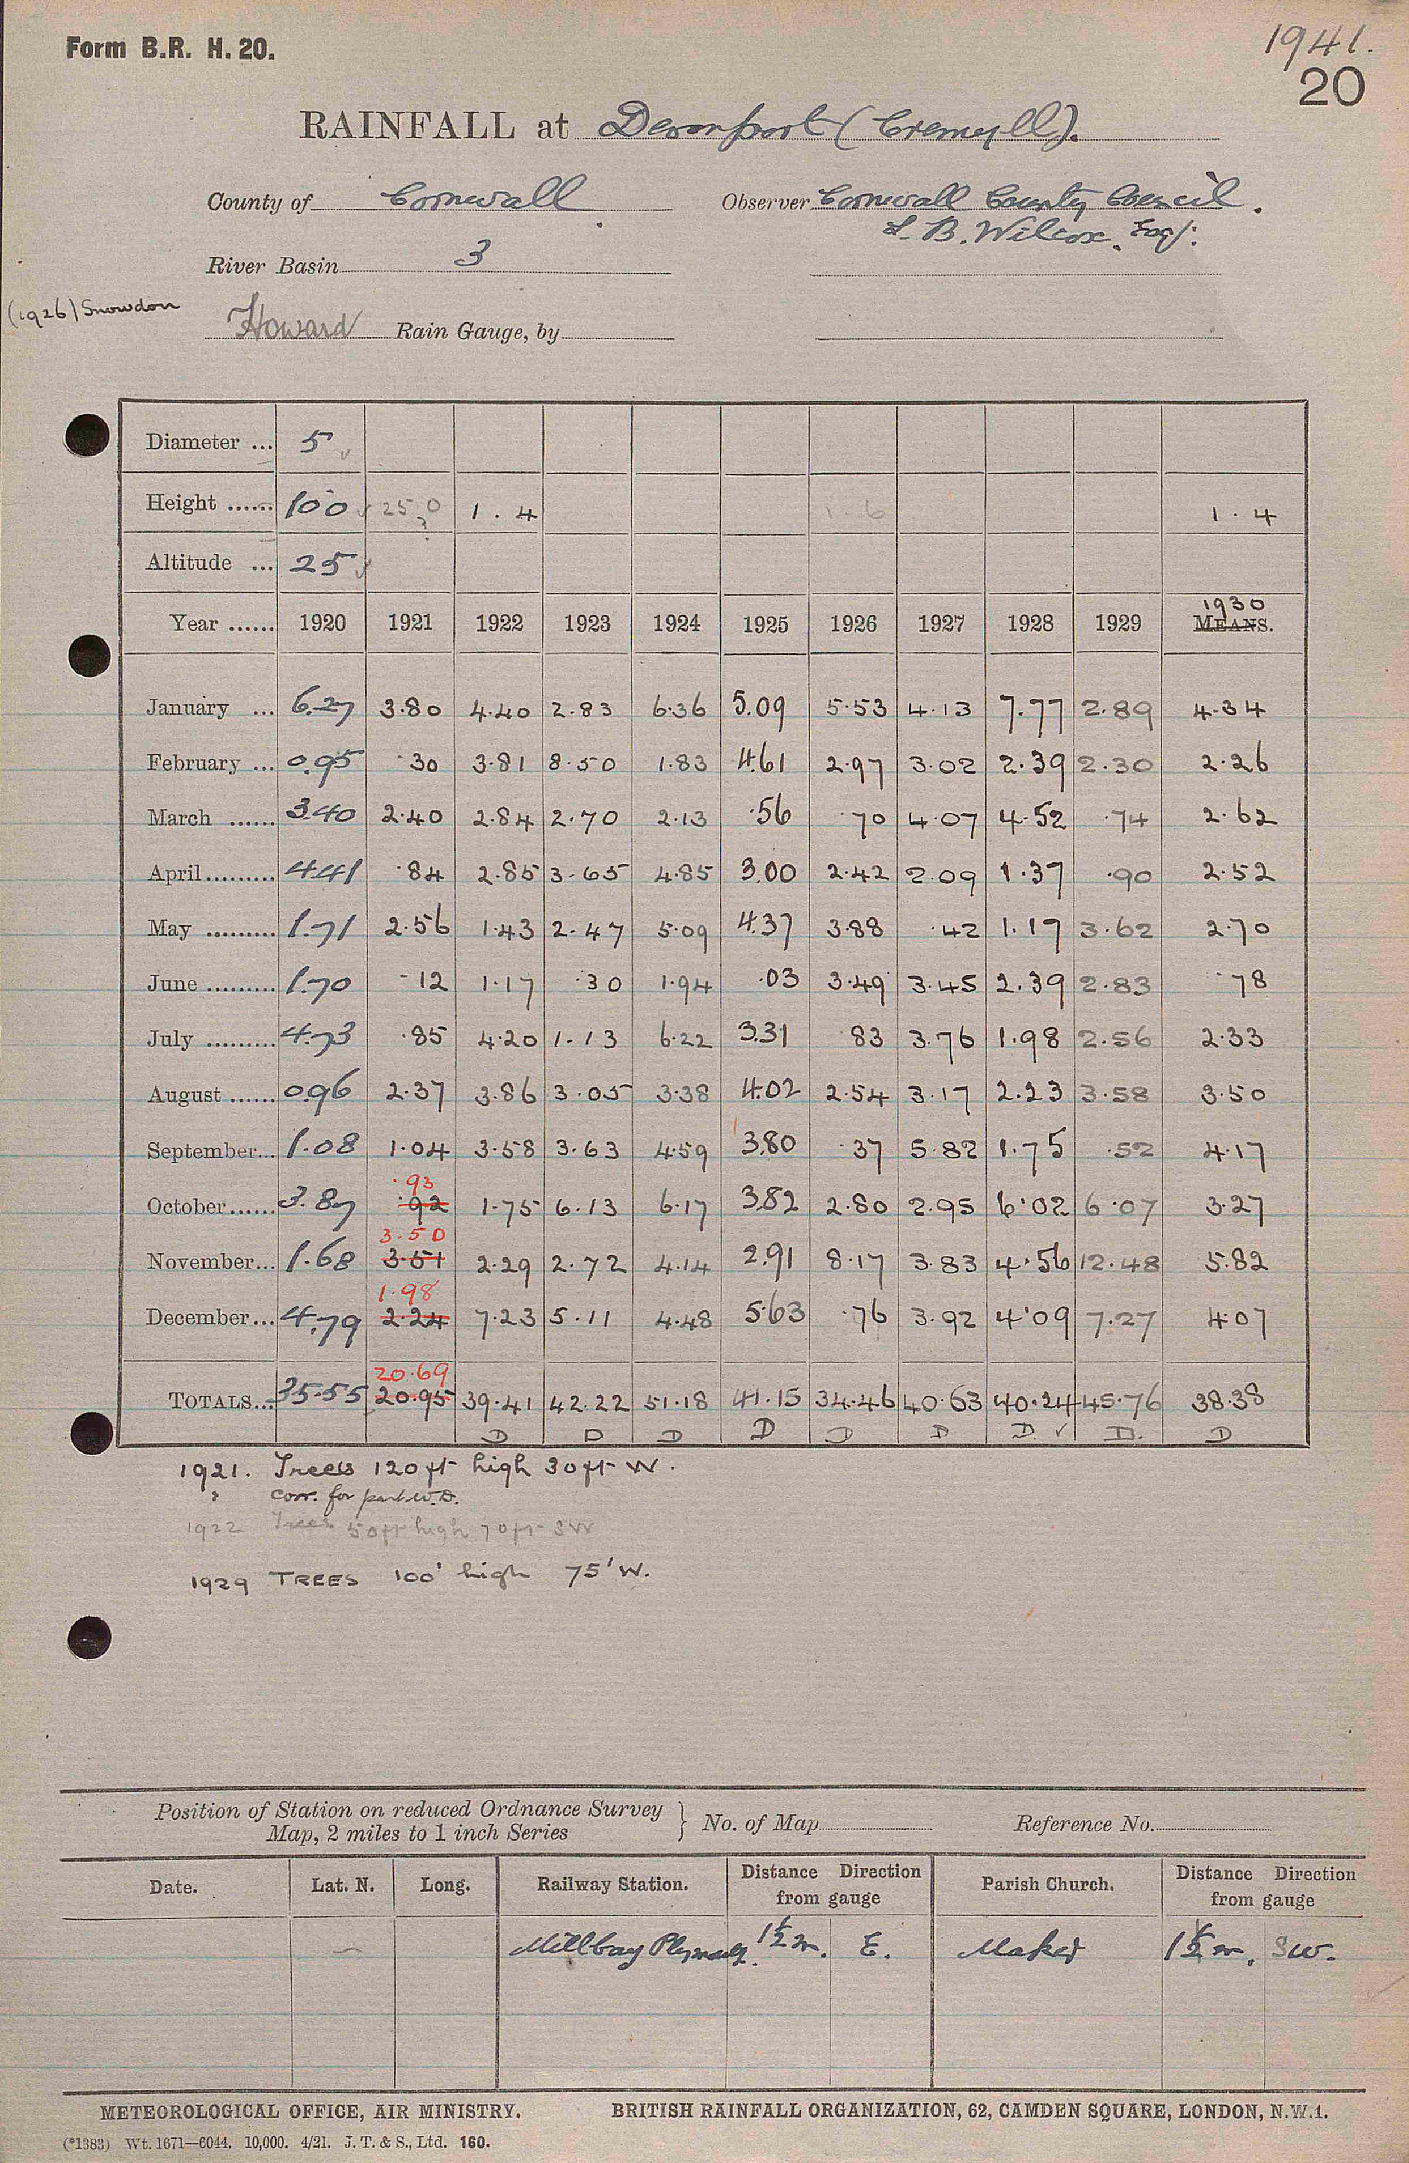 Form B.R. H. 20.
1941.
20
RAINFALL at Devonport (Cremyll).
County of Cornwall Observer Cornwall County Council.
L. B. Wilcox, Esq:
River Basin 3
(1926) Snowdon
Howard Rain Gauge, by
Diameter ... 5
Height ...... 100 25.0 1.4 1.6 1.4
?
Altitude ... 25
Year ...... 1920 1921 1922 1923 1924 1925 1926 1927 1928 1929 1930 MEANS.
January ... 6.27 3.80 4.40 2.83 6.36 5.09 5.53 4.13 7.77 2.89 4.34
February ... 0.95 .30 3.81 8.50 1.83 4.61 2.97 3.02 2.39 2.30 2.26
March ...... 3.40 2.40 2.84 2.70 2.13 .56 .70 4.07 4.52 .74 2.62
April......... 4.41 .84 2.85 3.65 4.85 3.00 2.42 2.09 1.37 .90 2.52
May ......... 1.71 2.56 1.43 2.47 5.09 4.37 3.88 .42 1.17 3.62 2.70
June ......... 1.70 .12 1.17 .30 1.94 .03 3.49 3.45 2.39 2.83 .78
July ......... 4.73 .85 4.20 1.13 6.22 3.31 .83 3.76 1.98 2.56 2.33
August ...... 0.96 2.37 3.86 3.05 3.38 4.02 2.54 3.17 2.23 3.58 3.50
September... 1.08 1.04 3.58 3.63 4.59 3.80 .37 5.82 1.75 .52 4.17
.93
October...... 3.87 .92 1.75 6.13 6.17 3.82 2.80 2.95 6.02 6.07 3.27
3.50
November... 1.68 3.51 2.29 2.72 4.14 2.91 8.17 3.83 4.56 12.48 5.82
1.98
December... 4.79 2.24 7.23 5.11 4.48 5.63 .76 3.92 4.09 7.27 4.07
20.69
TOTALS... 35.55 20.95 39.41 42.22 51.18 41.15 34.46 40.63 40.24 45.76 38.38
D D D D D D D ✓ D. D
1921. Trees 120 ft high 30 ft W.
" corr. for part W.D.
1922 Trees 50 ft high 70 ft SW
1929 TREES 100' high 75' W.
Position of Station on reduced Ordnance Survey
Map, 2 miles to 1 inch Series } No. of Map Reference No.
Date. Lat. N. Long. Railway Station. Distance Direction from gauge Parish Church. Distance Direction from gauge
Millbay Plymouth. 1½ m. E. Maker 1½ m. SW.
METEOROLOGICAL OFFICE, AIR MINISTRY. BRITISH RAINFALL ORGANIZATION, 62, CAMDEN SQUARE, LONDON, N.W.1.
(*1383) Wt. 1671—6044. 10,000. 4/21. J. T. & S., Ltd. 160.